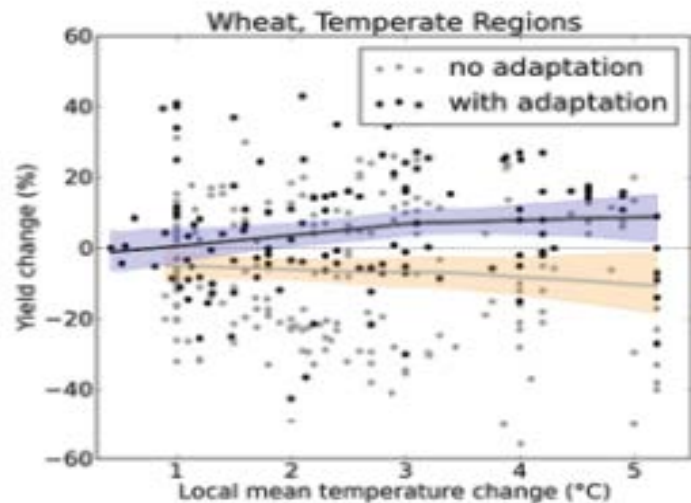 Wheat, Temperate Regions
60
no adaptation
with adaptation
40
20
0
−20
−40
−60
Yield change (%)
1 2 3 4 5
Local mean temperature change (°C)